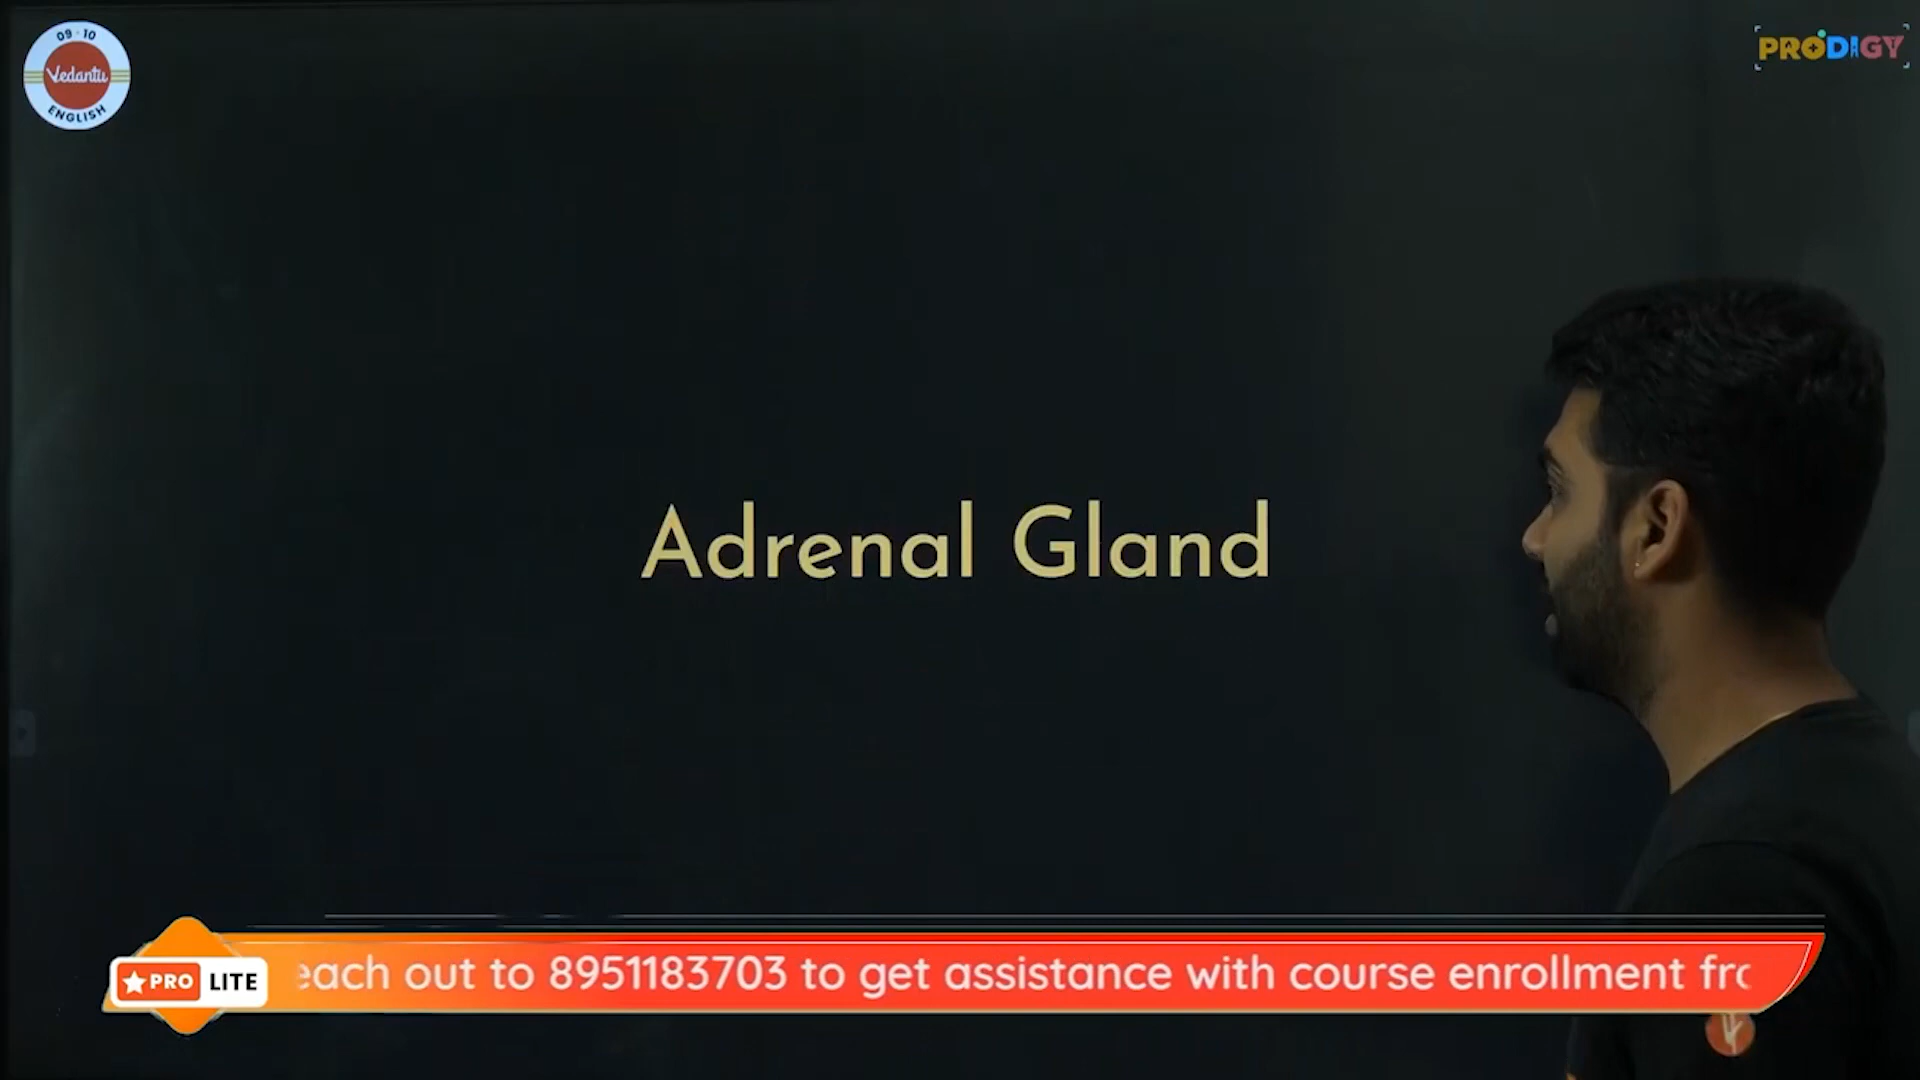 09 - 10
Vedantu
ENGLISH
PRODIGY
Adrenal Gland
PRO LITE
each out to 8951183703 to get assistance with course enrollment fro